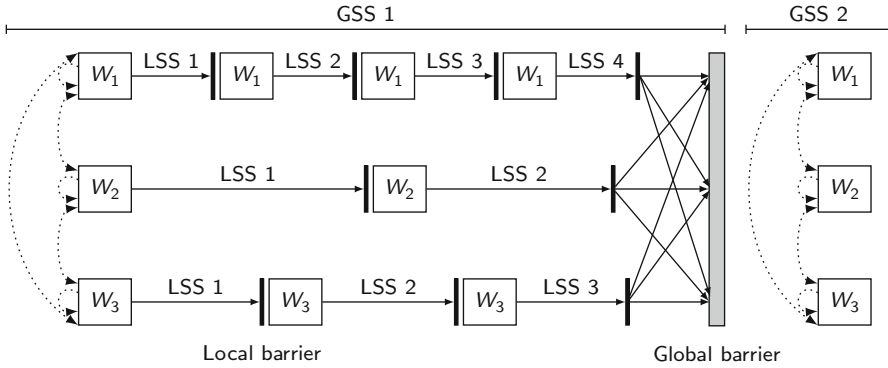 GSS 1 GSS 2
W₁ LSS 1 W₁ LSS 2 W₁ LSS 3 W₁ LSS 4 W₁
W₂ LSS 1 W₂ LSS 2 W₂
W₃ LSS 1 W₃ LSS 2 W₃ LSS 3 W₃
Local barrier Global barrier